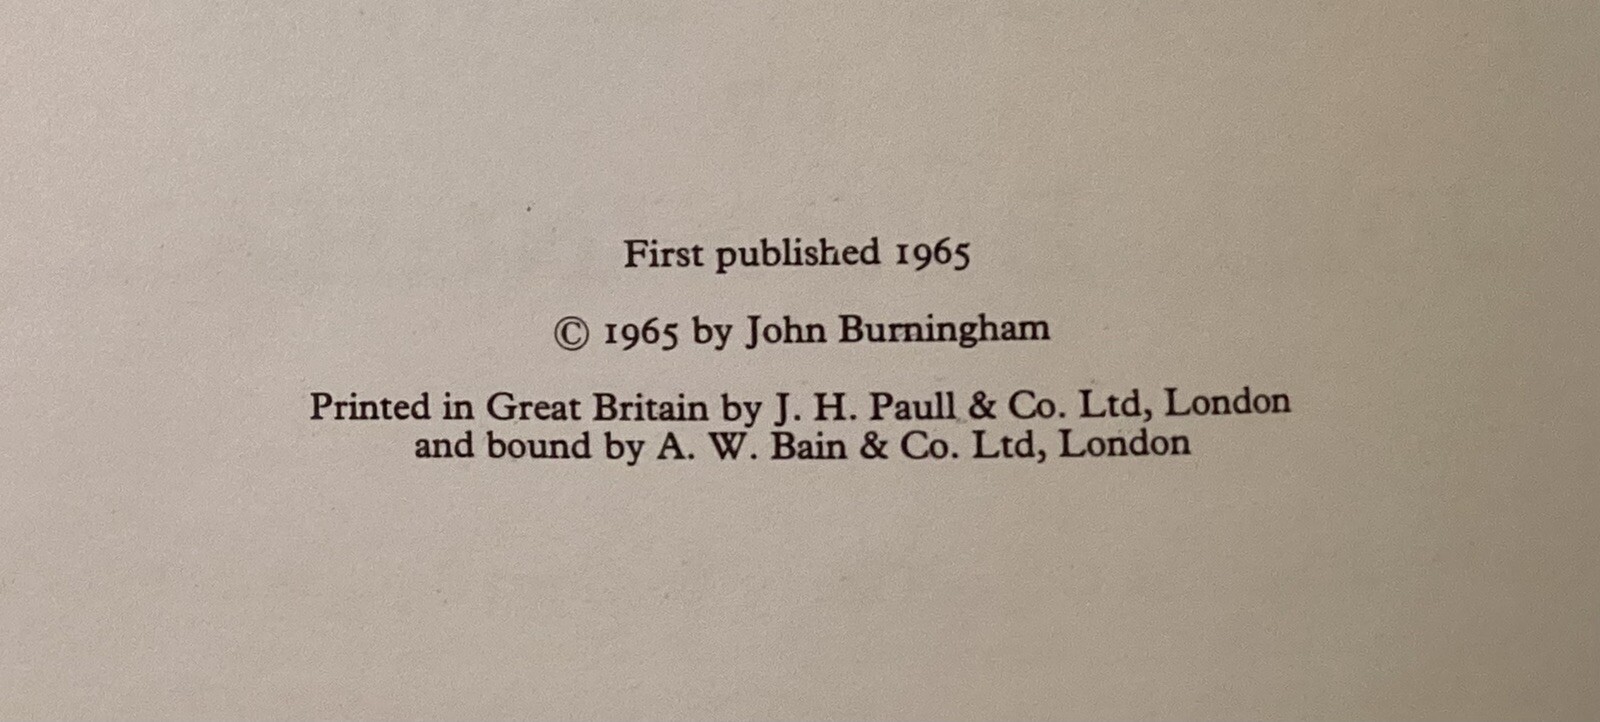 First published 1965
© 1965 by John Burningham
Printed in Great Britain by J. H. Paull & Co. Ltd, London
and bound by A. W. Bain & Co. Ltd, London